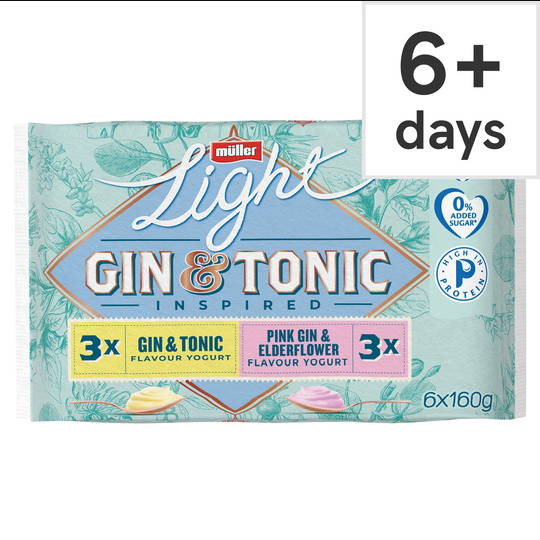 6+
days
müller
Light
0%
ADDED
SUGAR*
GIN & TONIC
INSPIRED
HIGH IN
P
PROTEIN
3x
GIN & TONIC
FLAVOUR YOGURT
PINK GIN &
ELDERFLOWER
FLAVOUR YOGURT
3x
6x160g